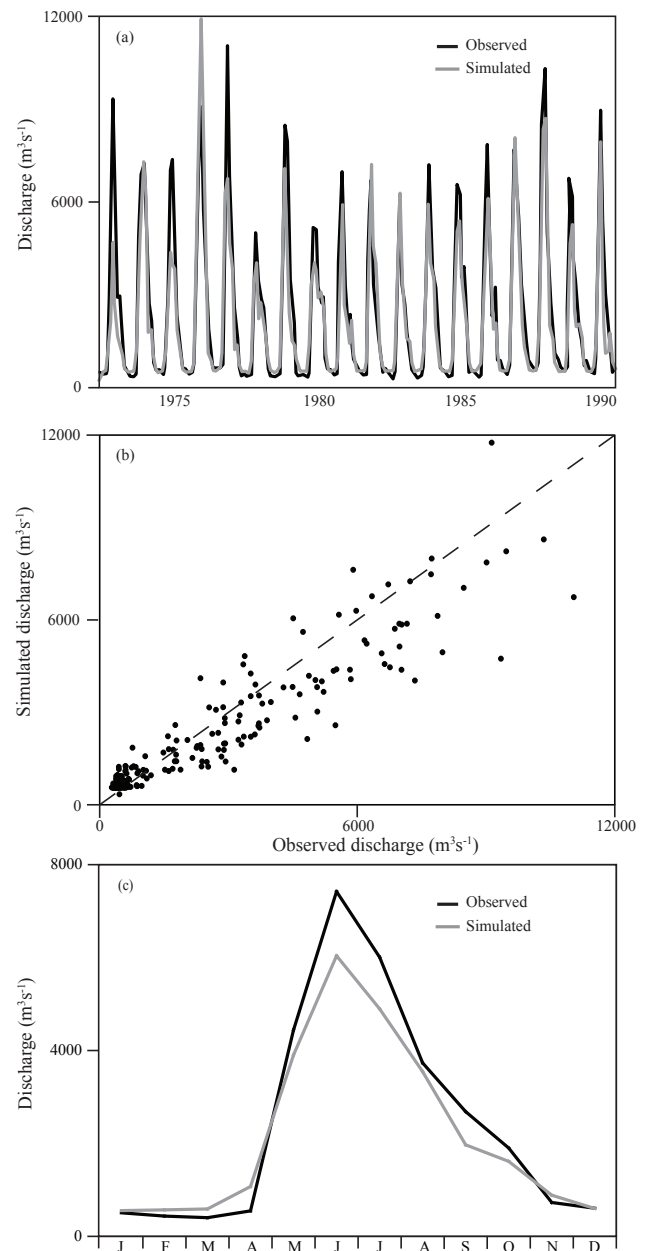 12000
(a)
Observed
Simulated
Discharge (m³s⁻¹)
6000
0
1975 1980 1985 1990
12000
(b)
Simulated discharge (m³s⁻¹)
6000
0
0 6000 12000
Observed discharge (m³s⁻¹)
8000
(c)
Observed
Simulated
Discharge (m³s⁻¹)
4000
0
J F M A M J J A S O N D